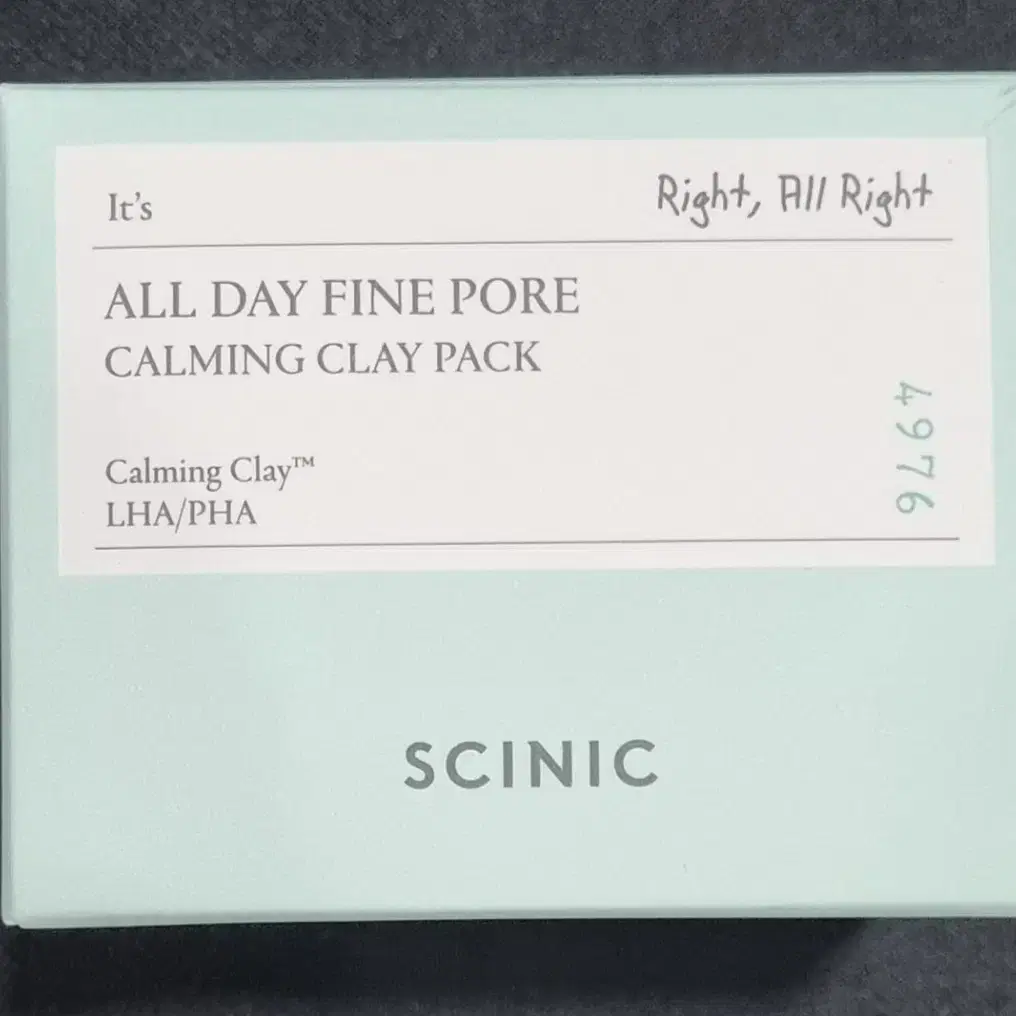 It's
Right, All Right
ALL DAY FINE PORE
CALMING CLAY PACK
Calming Clay™
LHA/PHA
4976
SCINIC